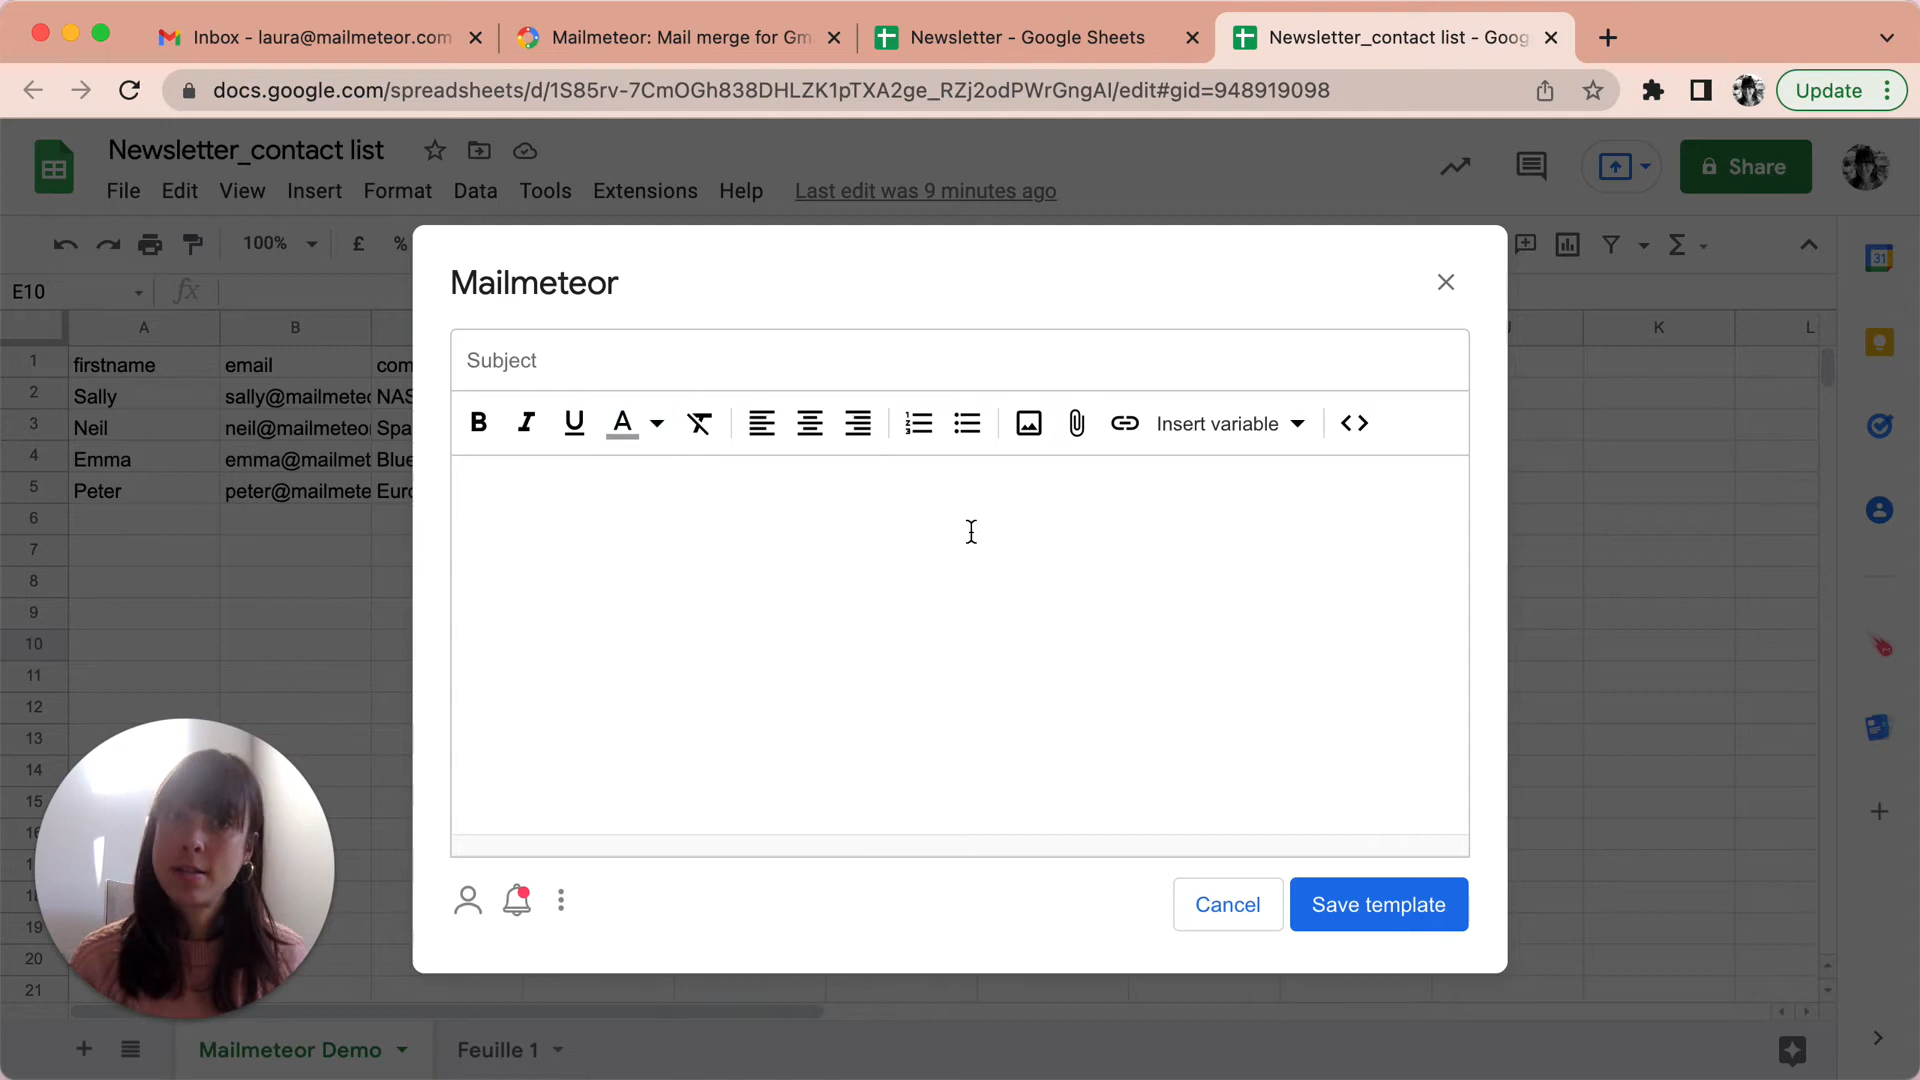 Inbox - laura@mailmeteor.com
Mailmeteor: Mail merge for Gm
Newsletter - Google Sheets
Newsletter_contact list - Goog
docs.google.com/spreadsheets/d/1S85rv-7CmOGh838DHLZK1pTXA2ge_RZj2odPWrGngAI/edit#gid=948919098
Update
Newsletter_contact list
Share
File Edit View Insert Format Data Tools Extensions Help Last edit was 9 minutes ago
100% £ %
31
E10 fx
Mailmeteor
A B K L
1 firstname email com
2 Sally sally@mailmeteo NAS
3 Neil neil@mailmeteo Spa
4 Emma emma@mailmet Blue
5 Peter peter@mailmete Euro
6
7
8
9
10
11
12
13
14
15
19
20
21
Subject
B I U A Insert variable
Cancel Save template
Mailmeteor Demo Feuille 1